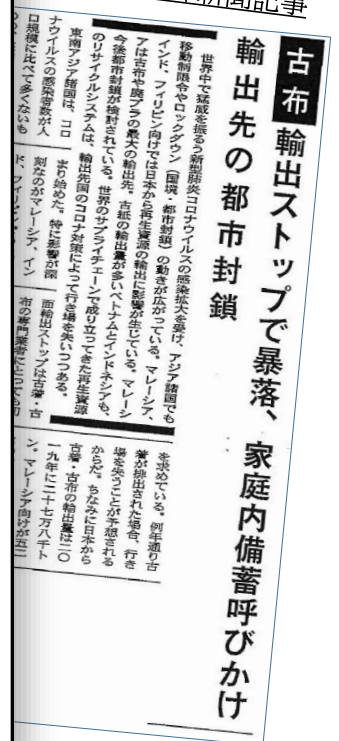 新聞記事
古布 輸出ストップで暴落、家庭内備蓄呼びかけ
輸出先の都市封鎖
世界中で猛威を振るう新型肺炎コロナウイルスの感染拡大を受け、アジア諸国でも
移動制限令やロックダウン（国境・都市封鎖）の動きが広がっている。マレーシア、
インド、フィリピン向けでは日本から再生資源の輸出に影響が生じている。マレーシ
アは古布や廃プラの最大の輸出先。古紙の輸出量が多いベトナムとインドネシアも、
今後都市封鎖が検討されている。世界のサプライチェーンで成り立ってきた再生資源
のリサイクルシステムは、輸出先国のコロナ対策によって行き場を失いつつある。
東南アジア諸国は、コロ
ナウイルスの感染者数が人
口規模に比べて多くないも
まり始めた。特に影響が深
刻なのがマレーシア、イン
ド、フィリピン
面輸出ストップは古着・古
布の専門業者にとって初
を求めている。例年通り古
着が排出された場合、行き
場を失うことが予想される
からだ。ちなみに日本から
古着・古布の輸出量は二〇
一九年に二十七万八千ト
ン。マレーシア向けが五二